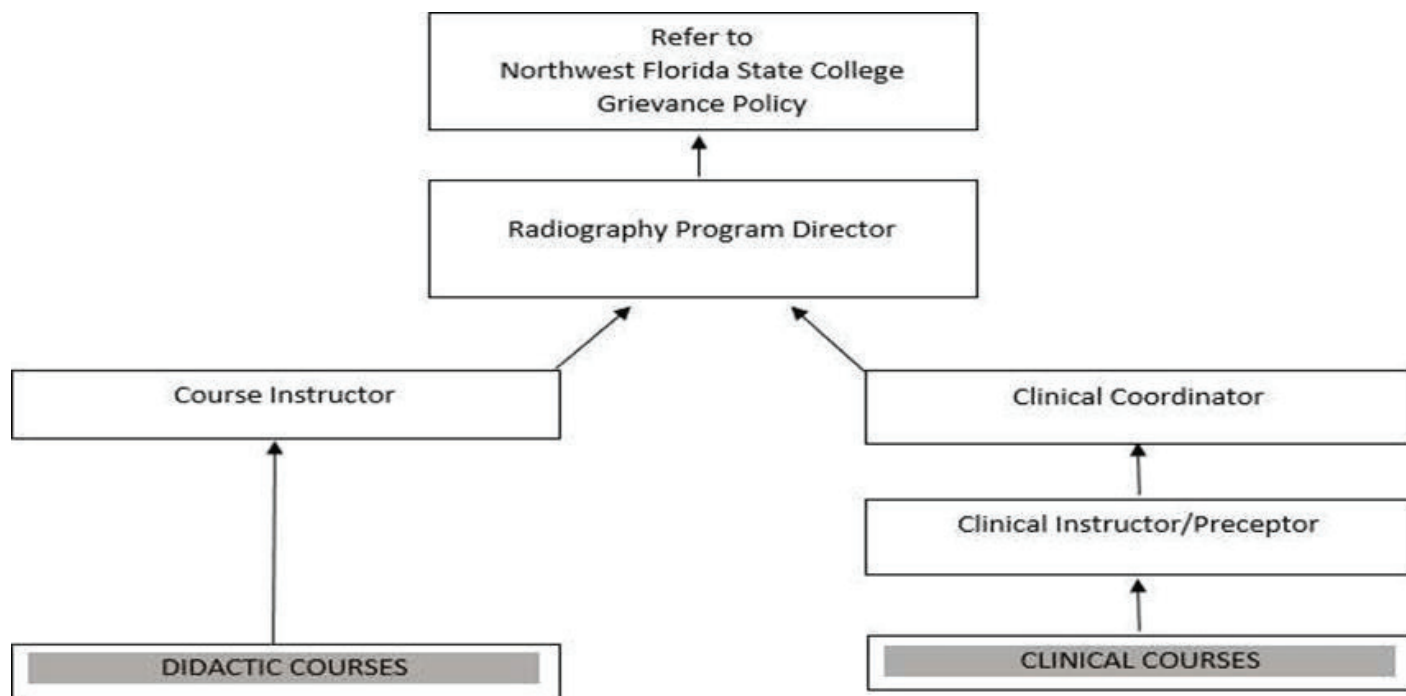 Refer to
Northwest Florida State College
Grievance Policy
Radiography Program Director
Course Instructor
Clinical Coordinator
Clinical Instructor/Preceptor
DIDACTIC COURSES
CLINICAL COURSES